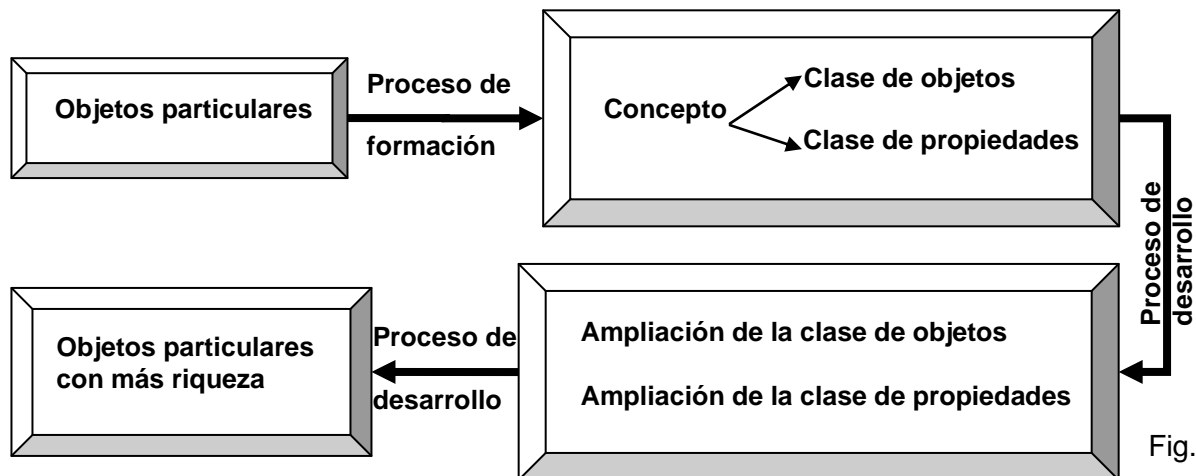 Objetos particulares
Proceso de
formación
Concepto
Clase de objetos
Clase de propiedades
Proceso de
desarrollo
Ampliación de la clase de objetos
Ampliación de la clase de propiedades
Proceso de
desarrollo
Objetos particulares
con más riqueza
Fig.